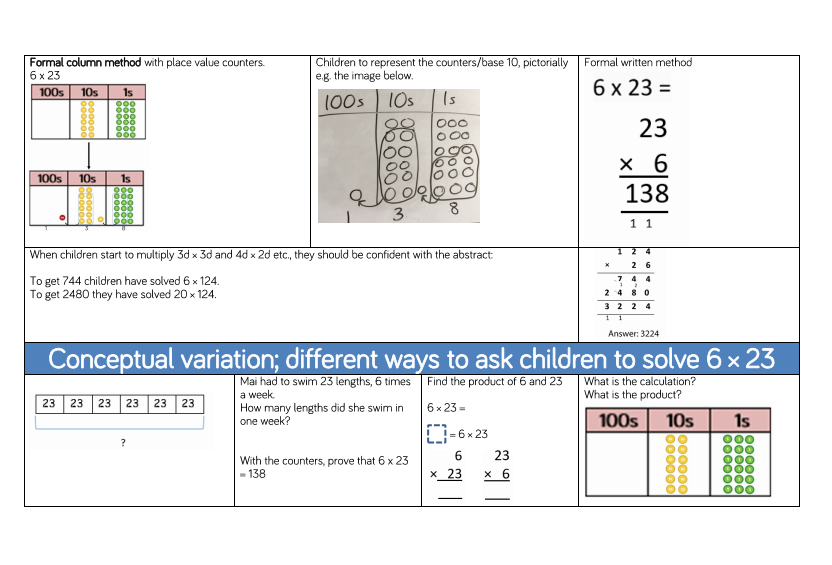 Formal column method with place value counters.
6 x 23
100s 10s 1s
100s 10s 1s
1 3 8
Children to represent the counters/base 10, pictorially
e.g. the image below.
100s 10s 1s
1 3 8
Formal written method
6 x 23 =
23
× 6
138
1 1
When children start to multiply 3d × 3d and 4d × 2d etc., they should be confident with the abstract:
To get 744 children have solved 6 × 124.
To get 2480 they have solved 20 × 124.
1 2 4
× 2 6
7 4 4
1 2
2 4 8 0
3 2 2 4
1 1
Answer: 3224
Conceptual variation; different ways to ask children to solve 6 × 23
23 23 23 23 23 23
?
Mai had to swim 23 lengths, 6 times
a week.
How many lengths did she swim in
one week?
With the counters, prove that 6 x 23
= 138
Find the product of 6 and 23
6 × 23 =
= 6 × 23
6 23
× 23 × 6
What is the calculation?
What is the product?
100s 10s 1s